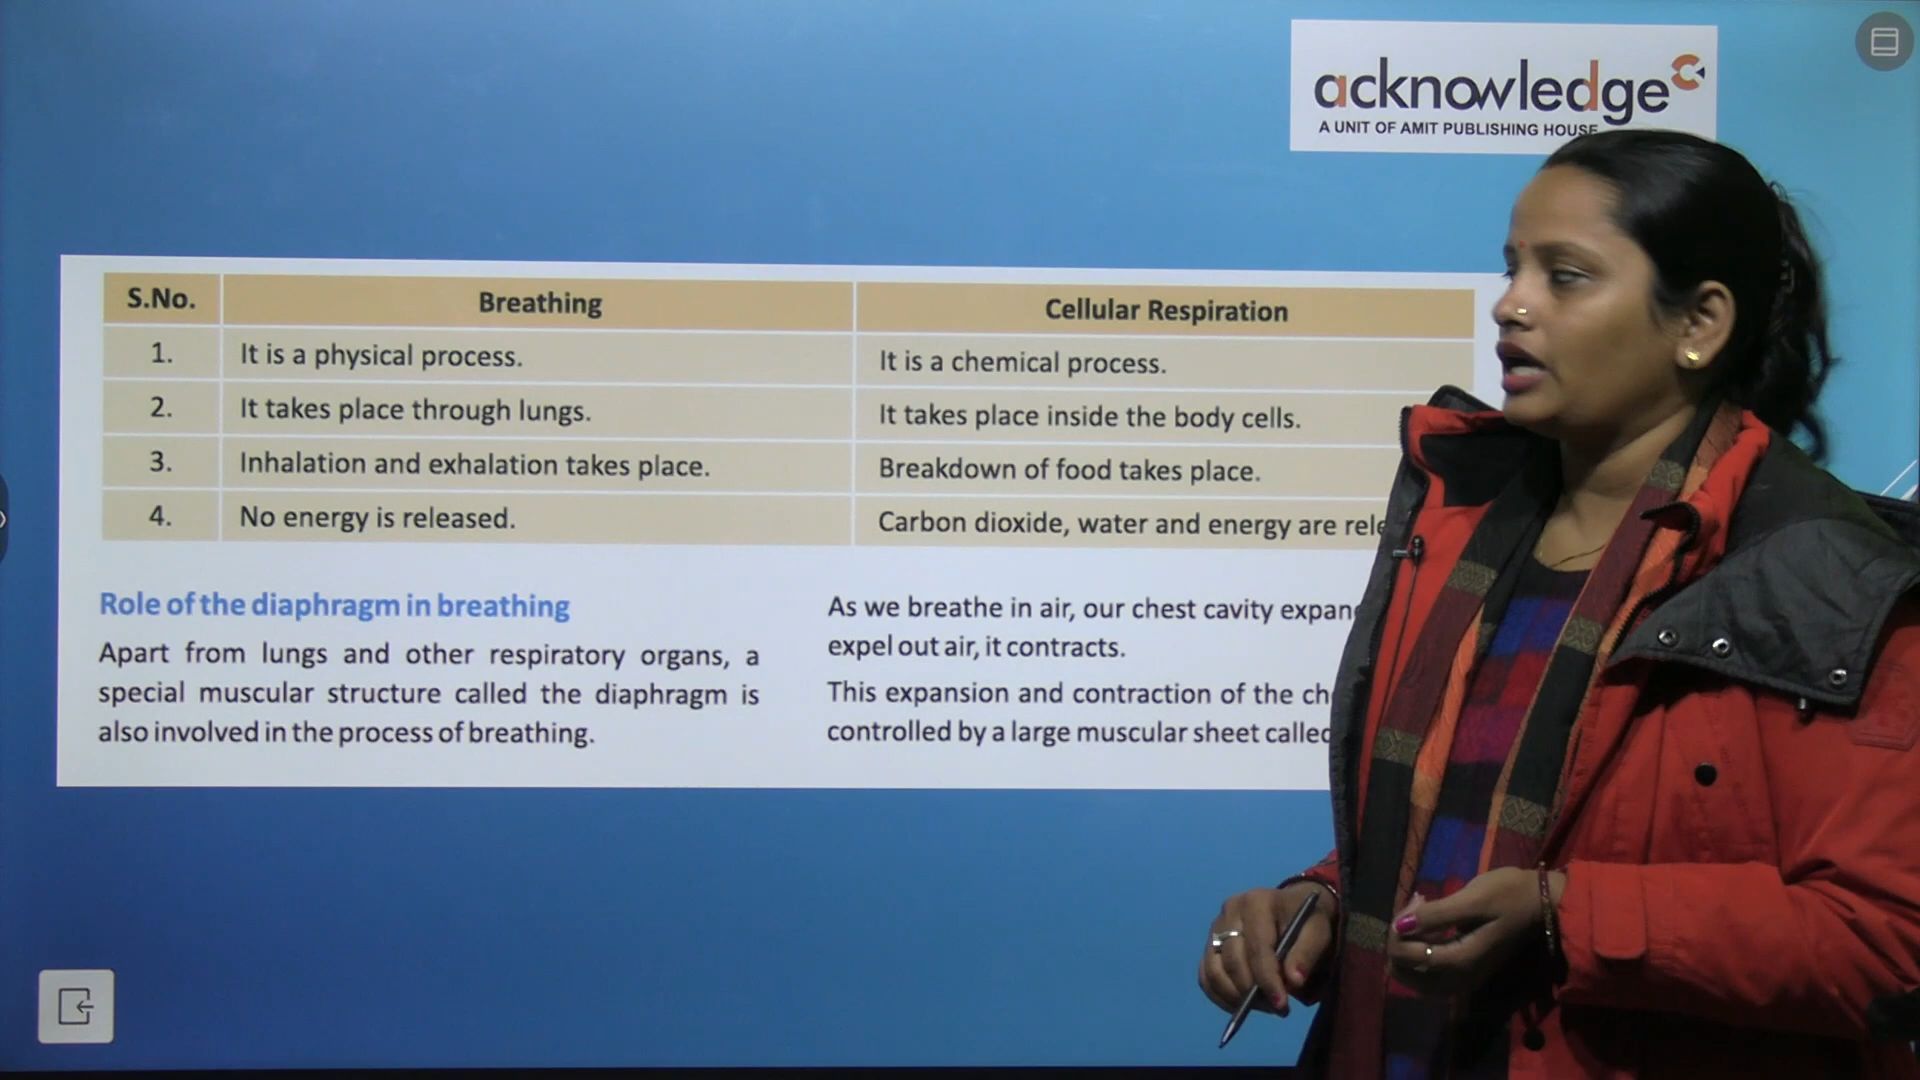 acknowledge
A UNIT OF AMIT PUBLISHING HOUSE
S.No. Breathing Cellular Respiration
1. It is a physical process. It is a chemical process.
2. It takes place through lungs. It takes place inside the body cells.
3. Inhalation and exhalation takes place. Breakdown of food takes place.
4. No energy is released. Carbon dioxide, water and energy are
Role of the diaphragm in breathing
Apart from lungs and other respiratory organs, a
special muscular structure called the diaphragm is
also involved in the process of breathing.
As we breathe in air, our chest cavity
expel out air, it contracts.
This expansion and contraction of the
controlled by a large muscular sheet called